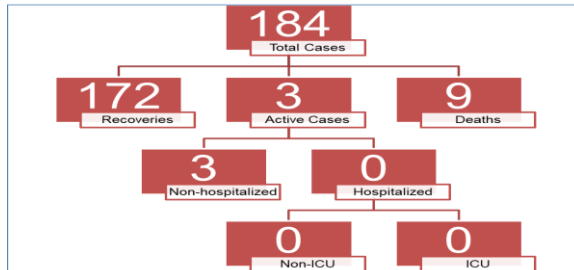 184
Total Cases
172 3 9
Recoveries Active Cases Deaths
3 0
Non-hospitalized Hospitalized
0 0
Non-ICU ICU